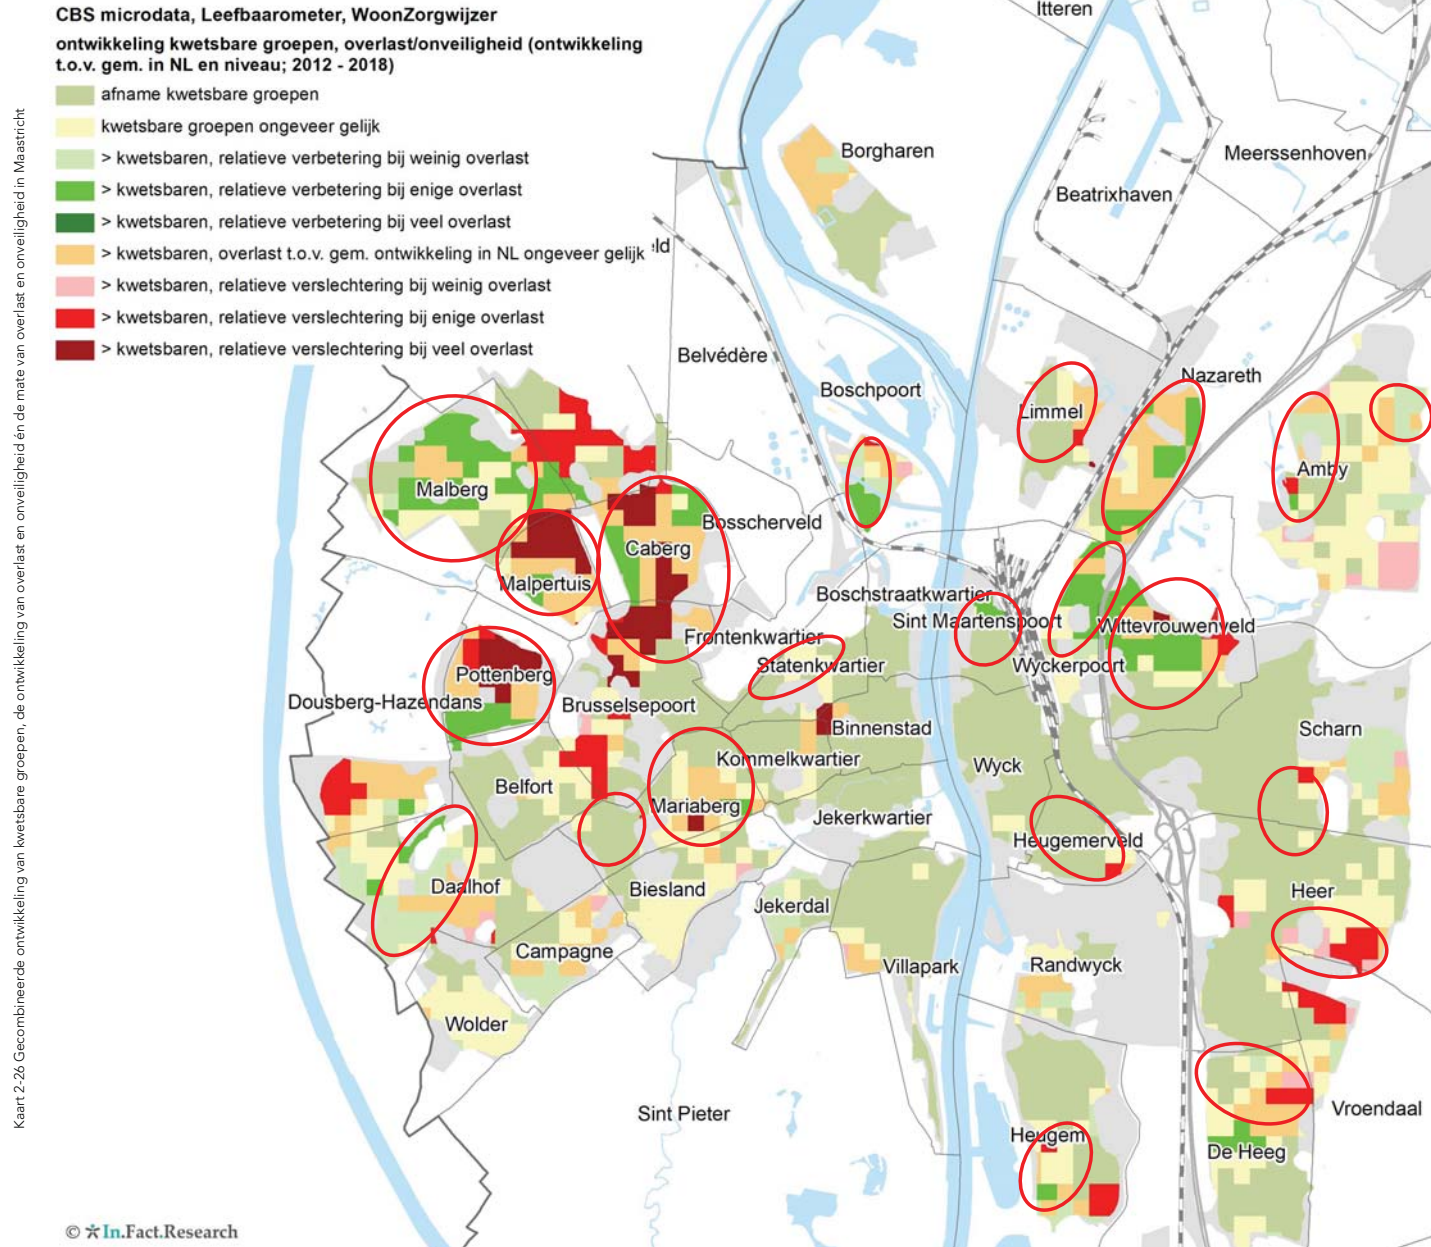 CBS microdata, Leefbaarometer, WoonZorgwijzer
ontwikkeling kwetsbare groepen, overlast/onveiligheid (ontwikkeling
t.o.v. gem. in NL en niveau; 2012 - 2018)
afname kwetsbare groepen
kwetsbare groepen ongeveer gelijk
> kwetsbaren, relatieve verbetering bij weinig overlast
> kwetsbaren, relatieve verbetering bij enige overlast
> kwetsbaren, relatieve verbetering bij veel overlast
> kwetsbaren, overlast t.o.v. gem. ontwikkeling in NL ongeveer gelijk
> kwetsbaren, relatieve verslechtering bij weinig overlast
> kwetsbaren, relatieve verslechtering bij enige overlast
> kwetsbaren, relatieve verslechtering bij veel overlast
Kaart 2-26 Gecombineerde ontwikkeling van kwetsbare groepen, de ontwikkeling van overlast en onveiligheid én de mate van overlast en onveiligheid in Maastricht
Itteren
Borgharen
Meerssenhoven
Beatrixhaven
ld
Belvédère
Boschpoort
Nazareth
Limmel
Amby
Malberg
Bosscherveld
Caberg
Malpertuis
Boschstraatkwartier
Sint Maartenspoort
Wittevrouwenveld
Frontenkwartier
Statenkwartier
Wyckerpoort
Pottenberg
Dousberg-Hazendans
Brusselsepoort
Binnenstad
Scharn
Kommelkwartier
Wyck
Belfort
Mariaberg
Jekerkwartier
Heugemerveld
Daalhof
Biesland
Heer
Jekerdal
Campagne
Villapark
Randwyck
Wolder
Sint Pieter
Vroendaal
Heugem
De Heeg
© In.Fact.Research